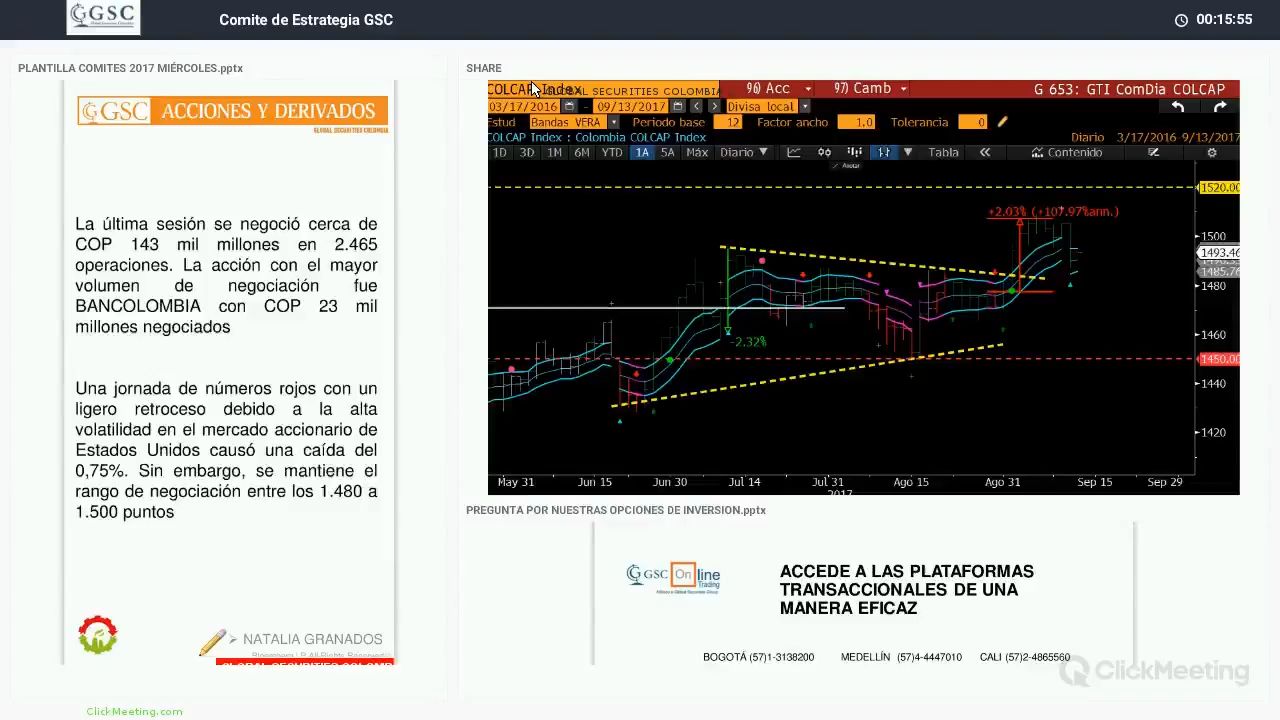 GSC
Comite de Estrategia GSC
00:15:55
PLANTILLA COMITES 2017 MIÉRCOLES.pptx
GSC ACCIONES Y DERIVADOS
GLOBAL SECURITIES COLOMBIA
La última sesión se negoció cerca de
COP 143 mil millones en 2.465
operaciones. La acción con el mayor
volumen de negociación fue
BANCOLOMBIA con COP 23 mil
millones negociados
Una jornada de números rojos con un
ligero retroceso debido a la alta
volatilidad en el mercado accionario de
Estados Unidos causó una caída del
0,75%. Sin embargo, se mantiene el
rango de negociación entre los 1.480 a
1.500 puntos
NATALIA GRANADOS
SHARE
COLCAP Index GLOBAL SECURITIES COLOMBIA 96) Acc 97) Camb G 653: GTI ComDia COLCAP
03/17/2016 - 09/13/2017 Divisa local
Estud Bandas VERA Periodo base 12 Factor ancho 1.0 Tolerancia 0
COLCAP Index : Colombia COLCAP Index Diario 3/17/2016-9/13/2017
1D 3D 1M 6M YTD 1A 5A Máx Diario Tabla Contenido
Anotar
1520.00
+2.03% (+107.97%ann.)
1500
1493.46
1485.76
1480
1460
-2.32%
1450.00
1440
1420
May 31 Jun 15 Jun 30 Jul 14 Jul 31 Ago 15 Ago 31 Sep 15 Sep 29
2017
PREGUNTA POR NUESTRAS OPCIONES DE INVERSION.pptx
GSC Online
Trading
ACCEDE A LAS PLATAFORMAS
TRANSACCIONALES DE UNA
MANERA EFICAZ
BOGOTÁ (57)1-3138200 MEDELLÍN (57)4-4447010 CALI (57)2-4865560
ClickMeeting
ClickMeeting.com